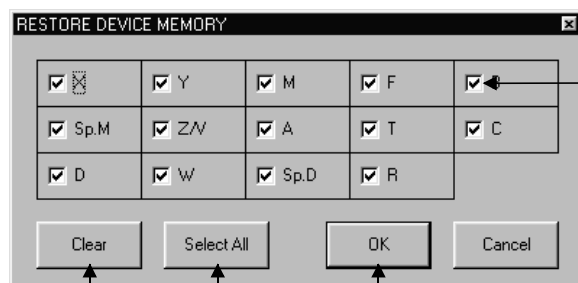 RESTORE DEVICE MEMORY
X Y M F
Sp.M Z/V A T C
D W Sp.D R
Clear Select All OK Cancel